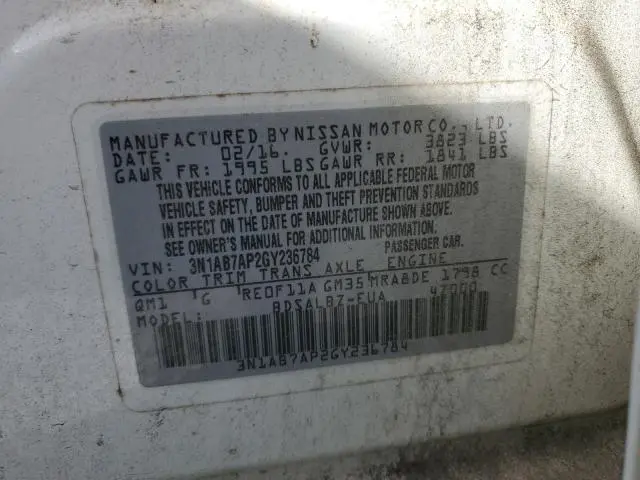 MANUFACTURED BY NISSAN MOTOR CO., LTD.
DATE: 02/16. GVWR: 3823 LBS
GAWR FR: 1995 LBS GAWR RR: 1841 LBS
THIS VEHICLE CONFORMS TO ALL APPLICABLE FEDERAL MOTOR
VEHICLE SAFETY, BUMPER AND THEFT PREVENTION STANDARDS
IN EFFECT ON THE DATE OF MANUFACTURE SHOWN ABOVE.
SEE OWNER'S MANUAL FOR ADDITIONAL INFORMATION.
VIN: 3N1AB7AP2GY236784 PASSENGER CAR.
COLOR TRIM TRANS AXLE ENGINE
QM1 G RE0F11A GM35 MRA8DE 1798 CC
MODEL: BDSALBZ-EUA 47000
3N1AB7AP2GY236784